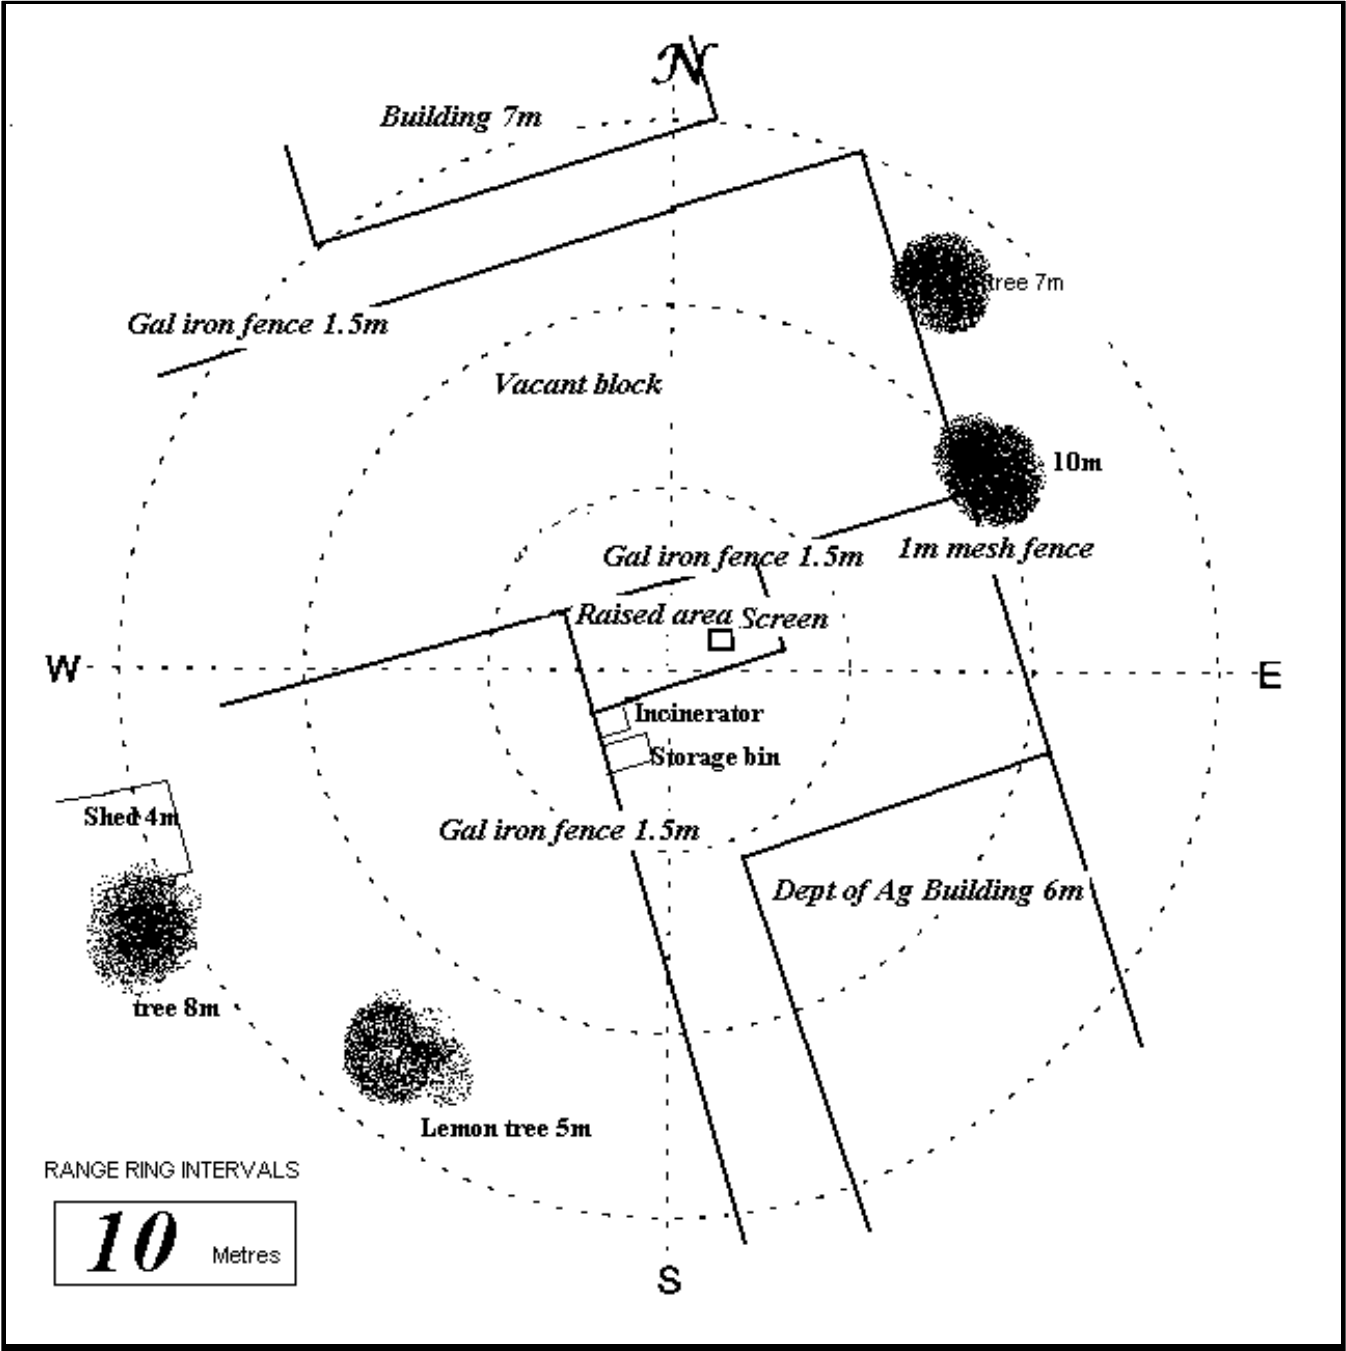 N
Building 7m
tree 7m
Gal iron fence 1.5m
Vacant block
10m
Gal iron fence 1.5m
1m mesh fence
Raised area
Screen
W
E
Incinerator
Storage bin
Shed 4m
Gal iron fence 1.5m
Dept of Ag Building 6m
tree 8m
Lemon tree 5m
RANGE RING INTERVALS
10 Metres
S